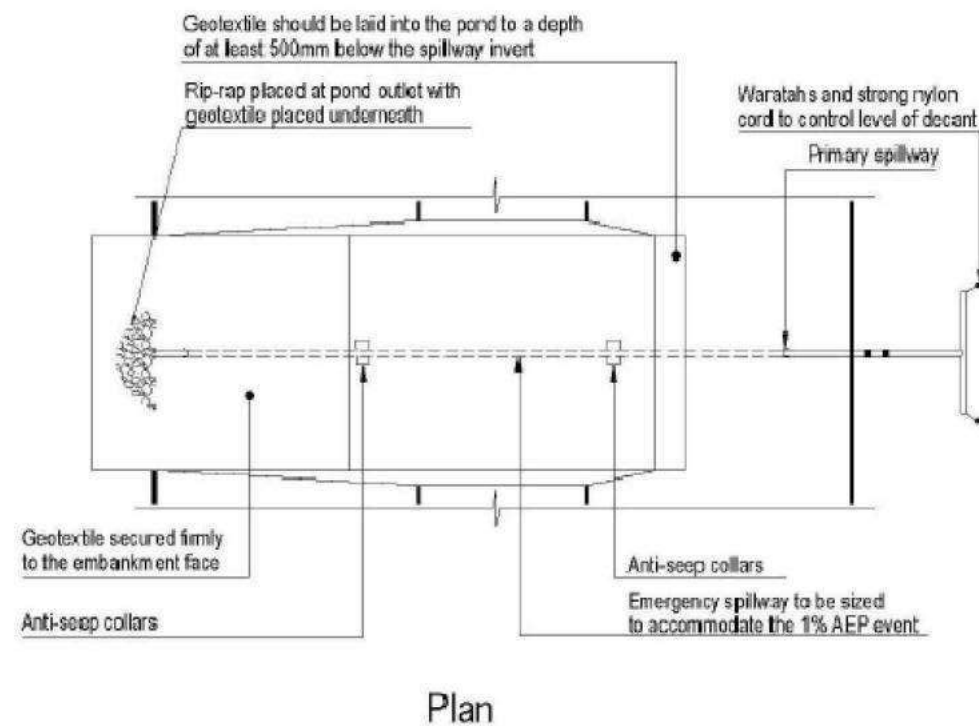 Geotextile should be laid into the pond to a depth
of at least 500mm below the spillway invert
Rip-rap placed at pond outlet with
geotextile placed underneath
Waratahs and strong nylon
cord to control level of decant
Primary spillway
Geotextile secured firmly
to the embankment face
Anti-seep collars
Anti-seep collars
Emergency spillway to be sized
to accommodate the 1% AEP event
Plan